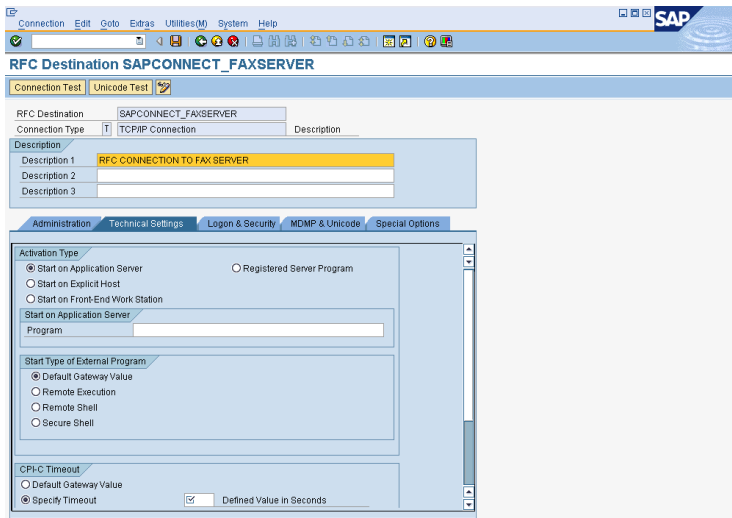 Connection Edit Goto Extras Utilities(M) System Help
SAP
RFC Destination SAPCONNECT_FAXSERVER
Connection Test Unicode Test
RFC Destination SAPCONNECT_FAXSERVER
Connection Type T TCP/IP Connection Description
Description
Description 1 RFC CONNECTION TO FAX SERVER
Description 2
Description 3
Administration Technical Settings Logon & Security MDMP & Unicode Special Options
Activation Type
Start on Application Server Registered Server Program
Start on Explicit Host
Start on Front-End Work Station
Start on Application Server
Program
Start Type of External Program
Default Gateway Value
Remote Execution
Remote Shell
Secure Shell
CPI-C Timeout
Default Gateway Value
Specify Timeout Defined Value in Seconds